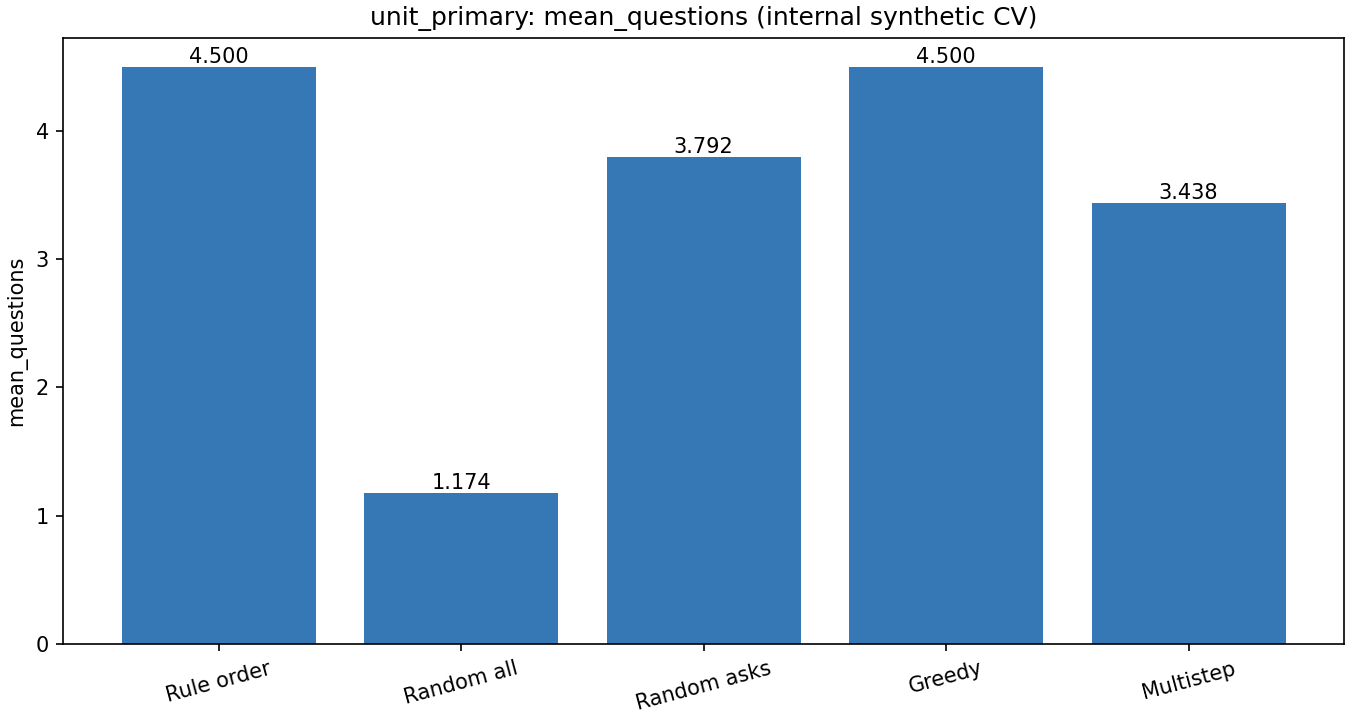 unit_primary: mean_questions (internal synthetic CV)
mean_questions
4
3
2
1
0
4.500
1.174
3.792
4.500
3.438
Rule order
Random all
Random asks
Greedy
Multistep